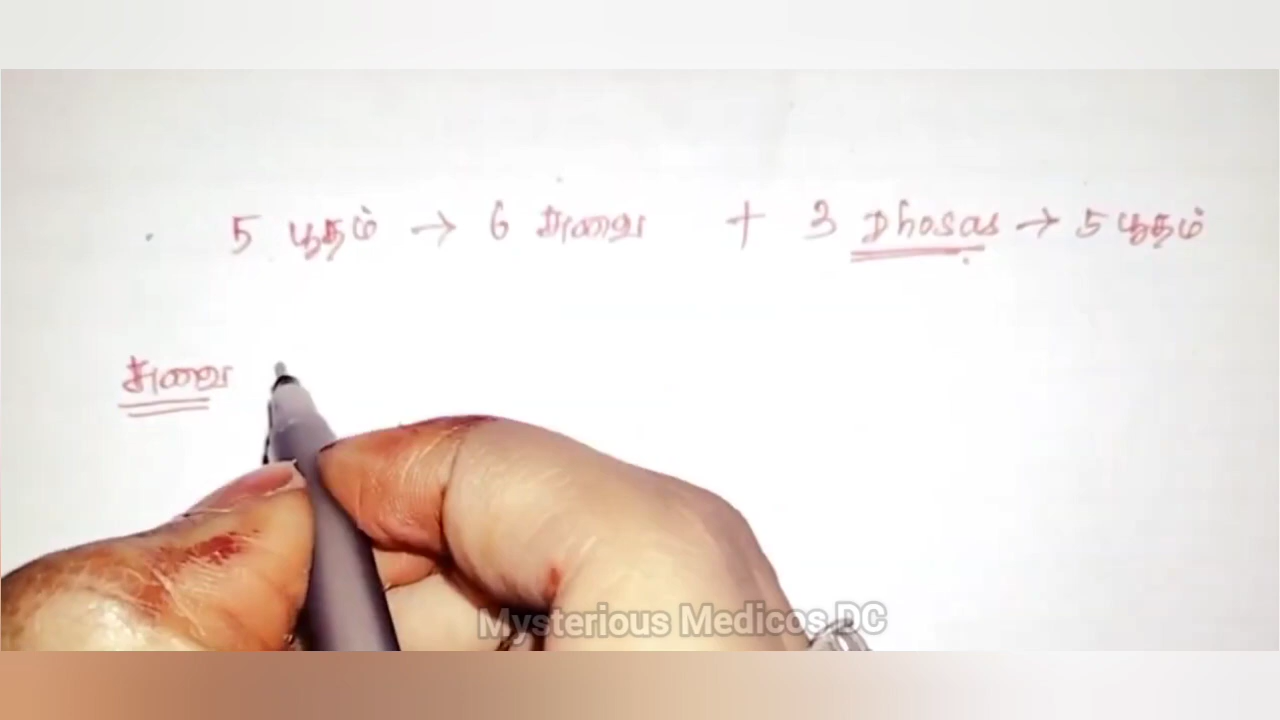 5 பூதம் → 6 சுவை + 3 Dhosas → 5 பூதம்
சுவை
Mysterious Medicos DC